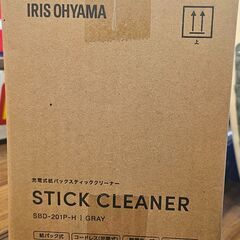 IRIS OHYAMA
上
充電式紙パックスティッククリーナー
STICK CLEANER
SBD-201P-H | GRAY
紙パック式